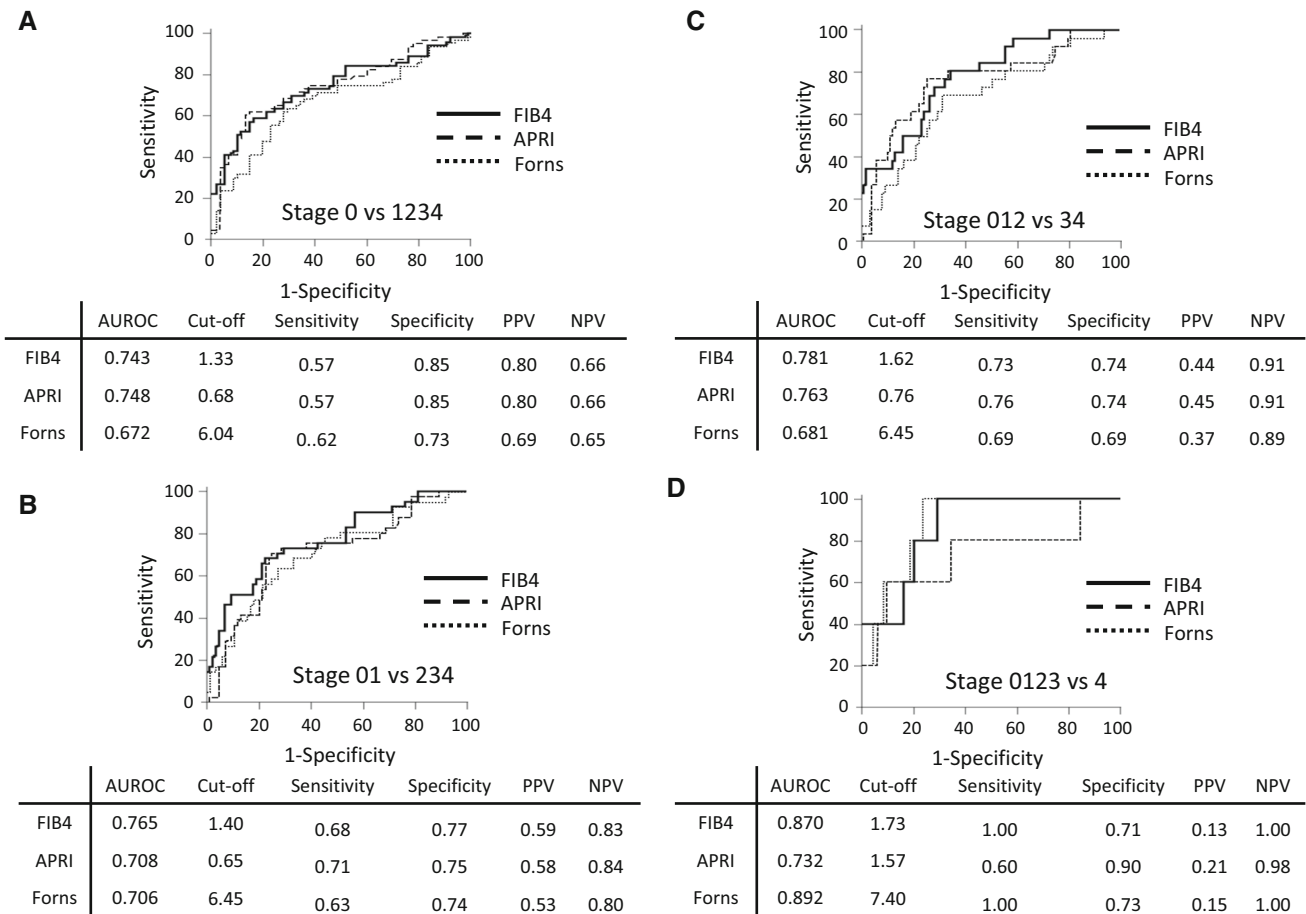 A
100
80
60
40
20
0
Sensitivity
FIB4
APRI
Forns
Stage 0 vs 1234
0 20 40 60 80 100
1-Specificity
AUROC Cut-off Sensitivity Specificity PPV NPV
FIB4 0.743 1.33 0.57 0.85 0.80 0.66
APRI 0.748 0.68 0.57 0.85 0.80 0.66
Forns 0.672 6.04 0.62 0.73 0.69 0.65
B
100
80
60
40
20
0
Sensitivity
FIB4
APRI
Forns
Stage 01 vs 234
0 20 40 60 80 100
1-Specificity
AUROC Cut-off Sensitivity Specificity PPV NPV
FIB4 0.765 1.40 0.68 0.77 0.59 0.83
APRI 0.708 0.65 0.71 0.75 0.58 0.84
Forns 0.706 6.45 0.63 0.74 0.53 0.80
C
100
80
60
40
20
0
Sensitivity
FIB4
APRI
Forns
Stage 012 vs 34
0 20 40 60 80 100
1-Specificity
AUROC Cut-off Sensitivity Specificity PPV NPV
FIB4 0.781 1.62 0.73 0.74 0.44 0.91
APRI 0.763 0.76 0.76 0.74 0.45 0.91
Forns 0.681 6.45 0.69 0.69 0.37 0.89
D
100
80
60
40
20
0
Sensitivity
FIB4
APRI
Forns
Stage 0123 vs 4
0 20 40 60 80 100
1-Specificity
AUROC Cut-off Sensitivity Specificity PPV NPV
FIB4 0.870 1.73 1.00 0.71 0.13 1.00
APRI 0.732 1.57 0.60 0.90 0.21 0.98
Forns 0.892 7.40 1.00 0.73 0.15 1.00